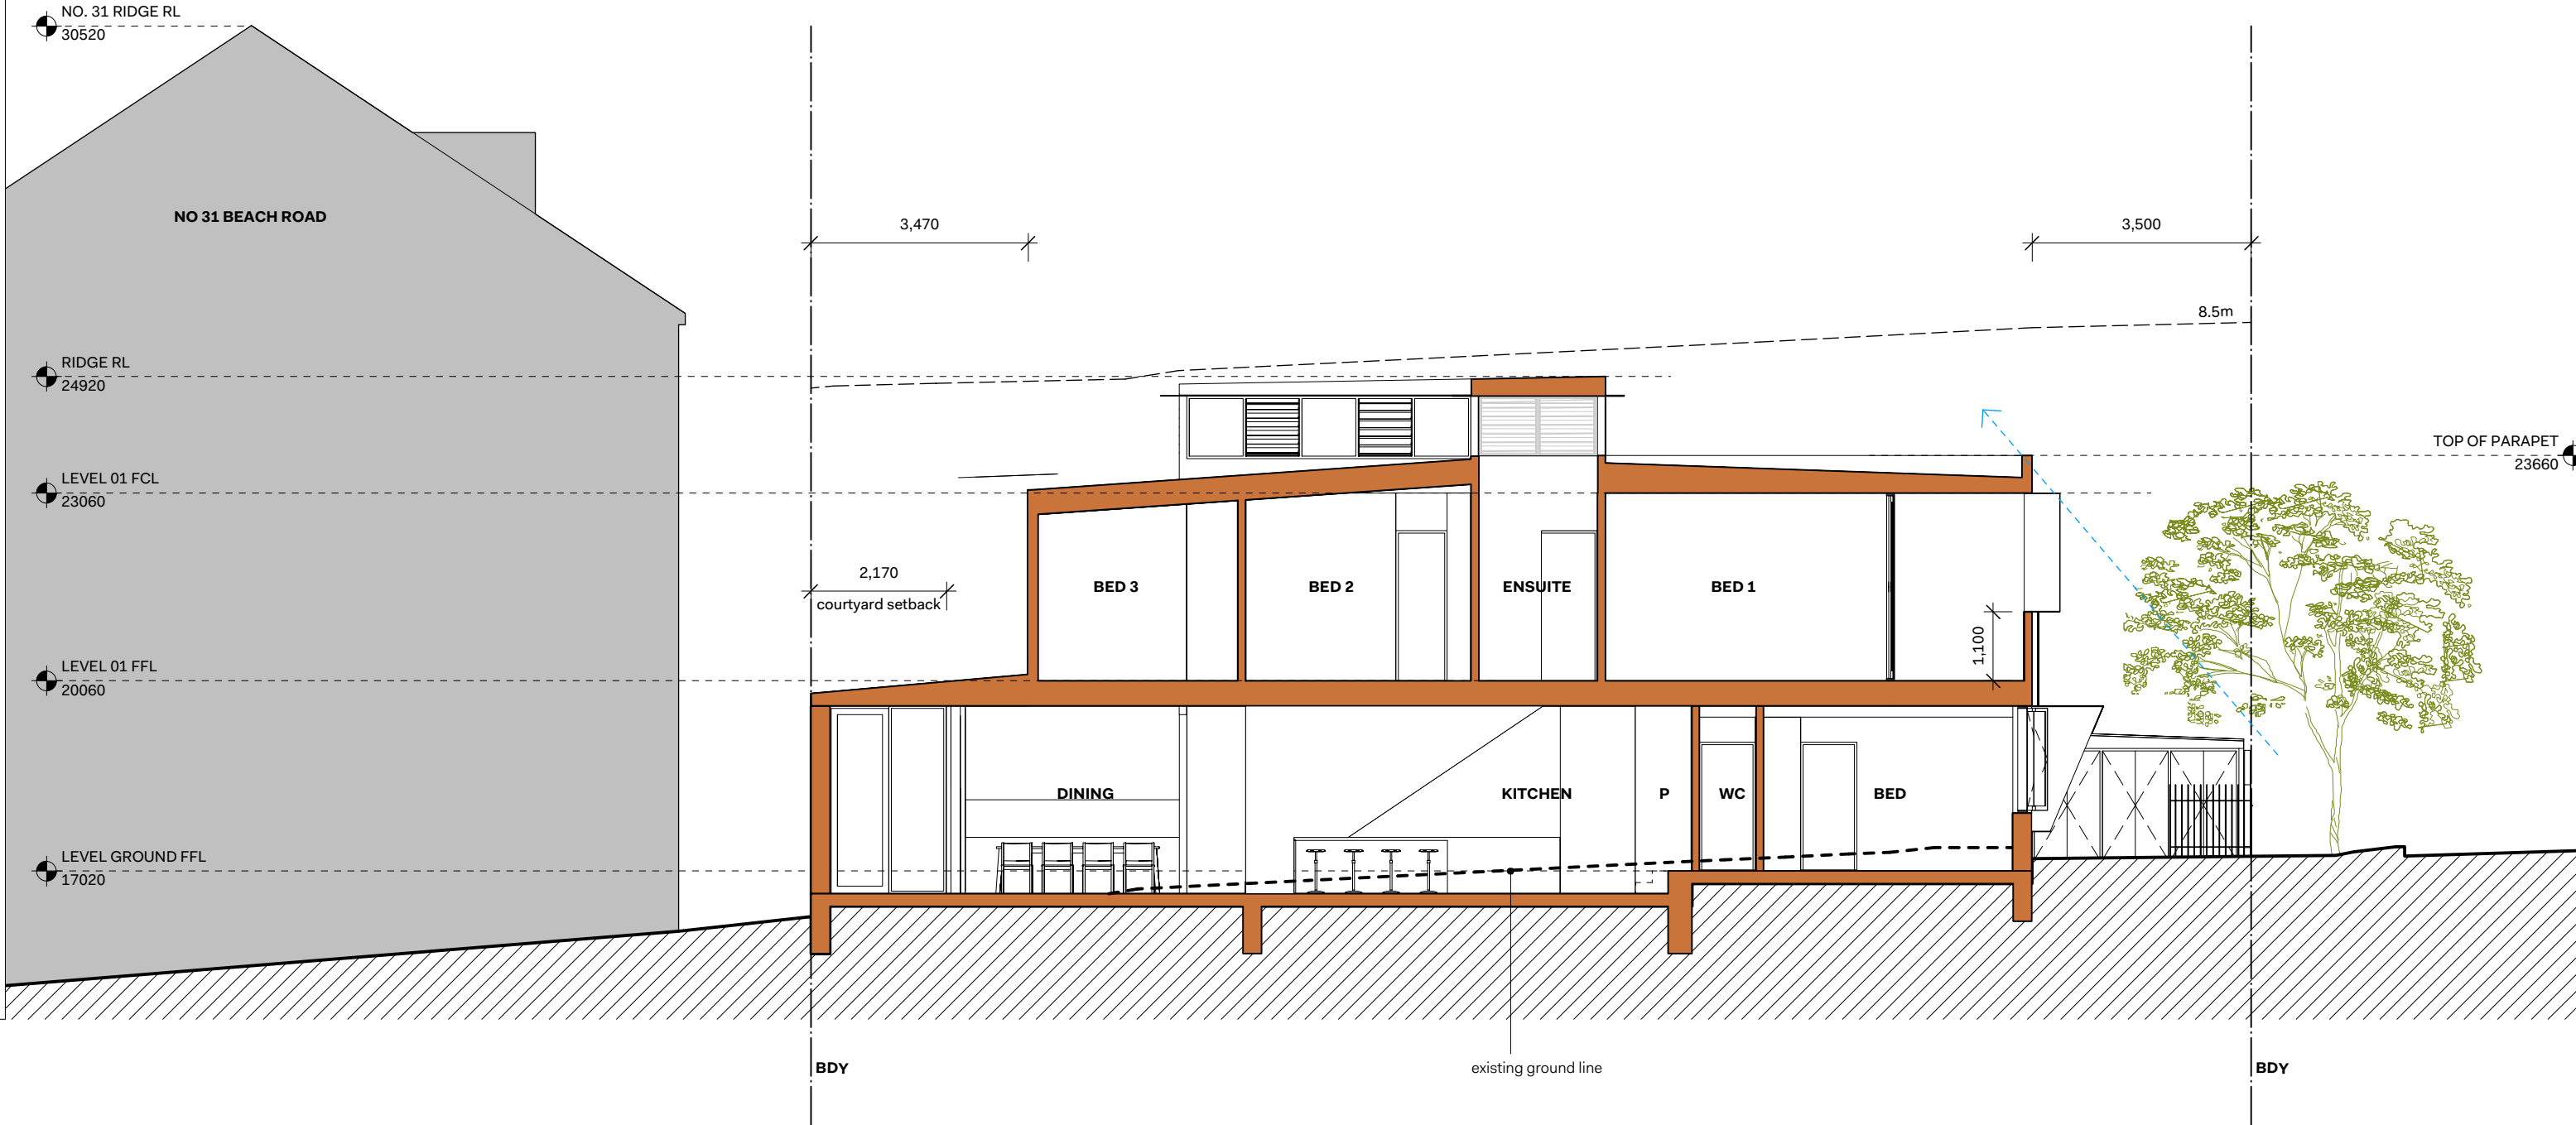 NO. 31 RIDGE RL
30520
NO 31 BEACH ROAD
3,470
3,500
8.5m
RIDGE RL
24920
TOP OF PARAPET
23660
LEVEL 01 FCL
23060
2,170
courtyard setback
BED 3
BED 2
ENSUITE
BED 1
1,100
LEVEL 01 FFL
20060
DINING
KITCHEN
P
WC
BED
LEVEL GROUND FFL
17020
BDY
existing ground line
BDY